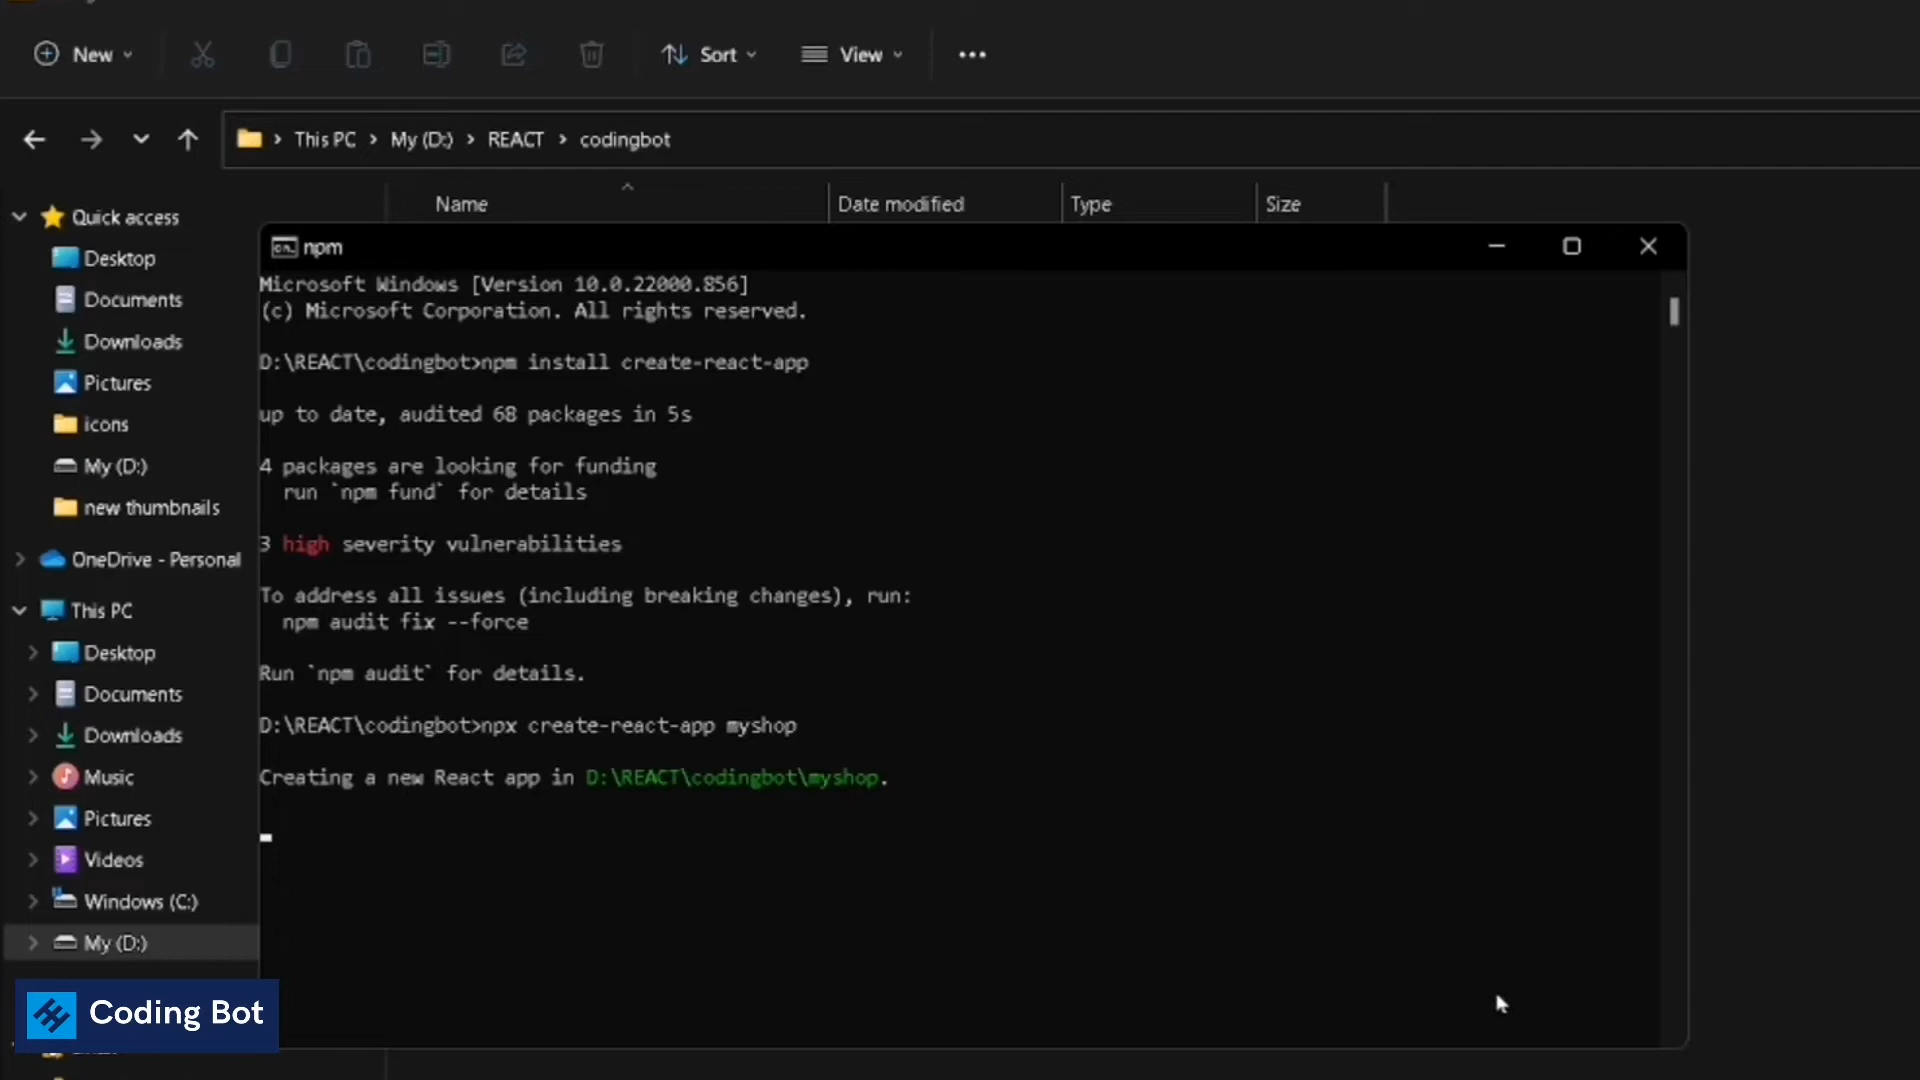 New
Sort
View
This PC > My (D:) > REACT > codingbot
Name
Date modified
Type
Size
Quick access
Desktop
Documents
Downloads
Pictures
icons
My (D:)
new thumbnails
OneDrive - Personal
This PC
Desktop
Documents
Downloads
Music
Pictures
Videos
Windows (C:)
My (D:)
npm
Microsoft Windows [Version 10.0.22000.856]
(c) Microsoft Corporation. All rights reserved.
D:\REACT\codingbot>npm install create-react-app
up to date, audited 68 packages in 5s
4 packages are looking for funding
run `npm fund` for details
3 high severity vulnerabilities
To address all issues (including breaking changes), run:
npm audit fix --force
Run `npm audit` for details.
D:\REACT\codingbot>npx create-react-app myshop
Creating a new React app in D:\REACT\codingbot\myshop.
Coding Bot